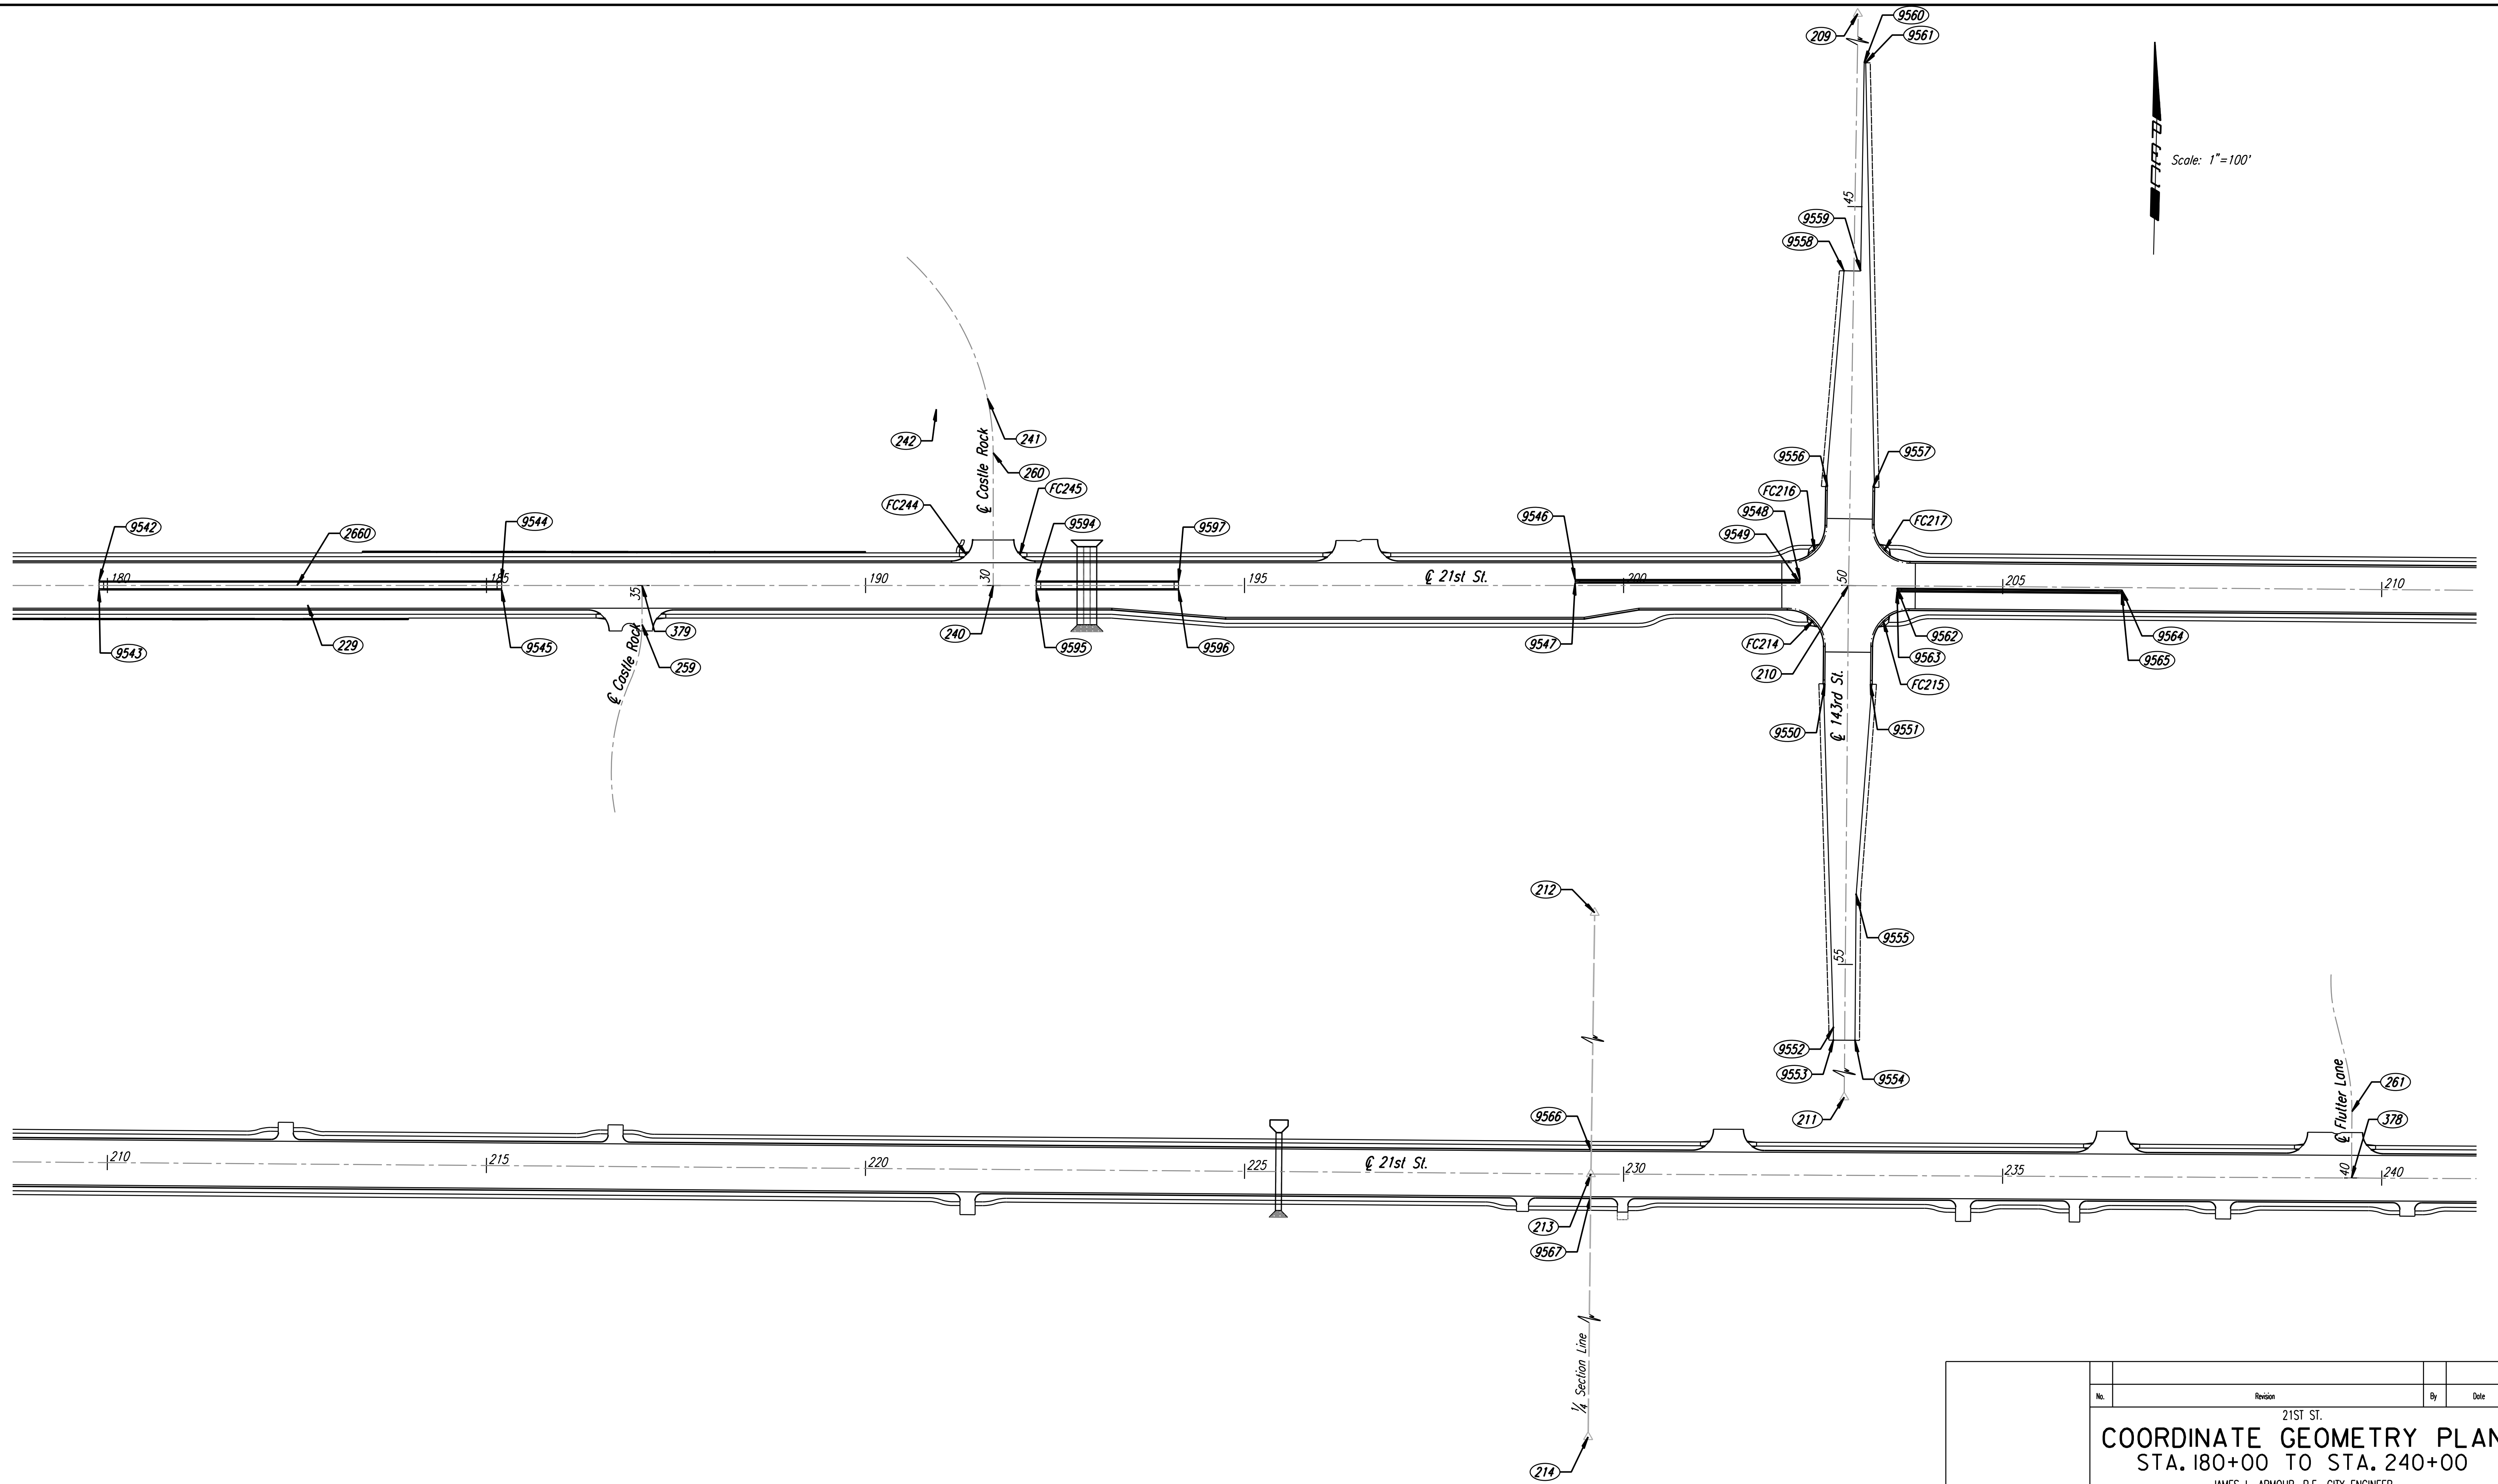 9560
209
9561
NORTH
Scale: 1"=100'
45
9559
9558
242
241
℄ Castle Rock
260
9556
9557
FC216
FC244
FC245
9548
9542
9544
9594
9597
9546
FC217
2660
9549
180
185
190
30
195
℄ 21st St.
200
50
205
210
35
379
240
9543
229
9545
259
9595
9596
9547
FC214
210
9562
9564
9563
9565
FC215
℄ Castle Rock
℄ 143rd St.
9550
9551
212
9555
55
9552
9553
9554
211
℄ Flutter Lane
261
378
9566
210
215
220
225
℄ 21st St.
230
235
40
240
213
9567
¼ Section Line
214
No.
Revision
By
Date
21ST ST.
COORDINATE GEOMETRY PLAN
STA. 180+00 TO STA. 240+00
JAMES L. ARMOUR, P.E., CITY ENGINEER